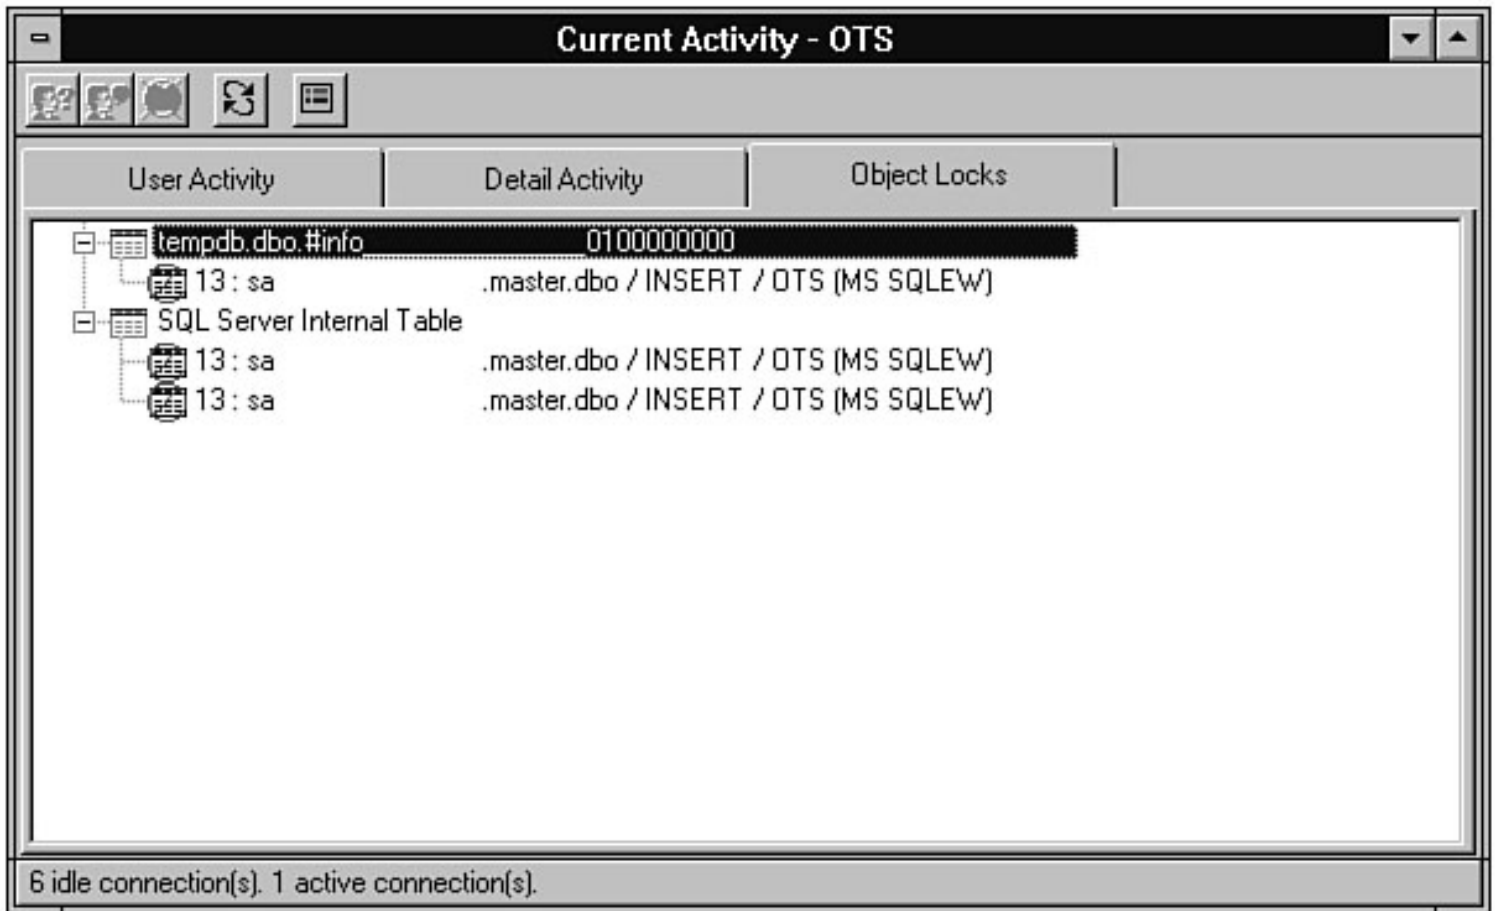 Current Activity - OTS
User Activity Detail Activity Object Locks
tempdb.dbo.#info____________________0100000000
13 : sa .master.dbo / INSERT / OTS (MS SQLEW)
SQL Server Internal Table
13 : sa .master.dbo / INSERT / OTS (MS SQLEW)
13 : sa .master.dbo / INSERT / OTS (MS SQLEW)
6 idle connection(s). 1 active connection(s).